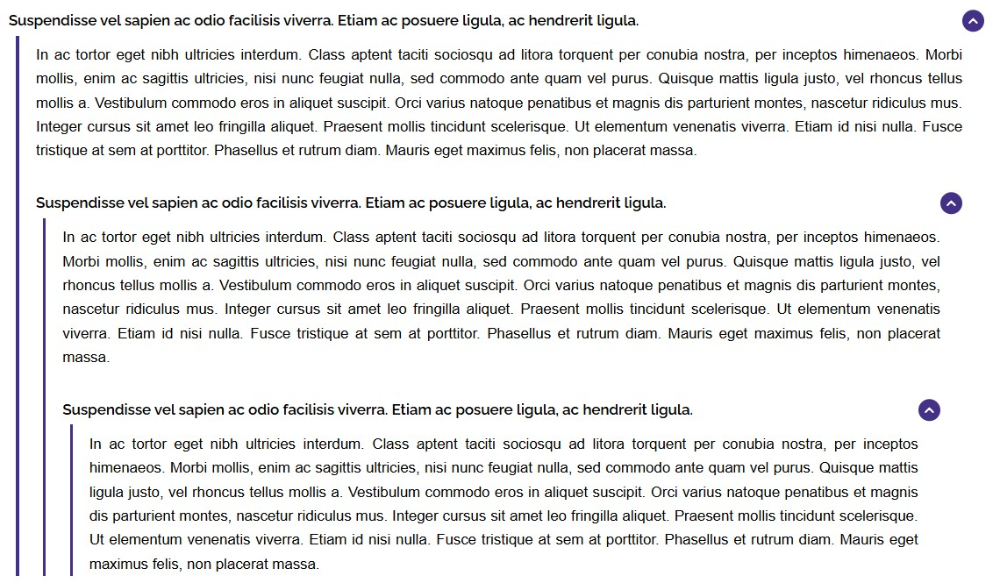 Suspendisse vel sapien ac odio facilisis viverra. Etiam ac posuere ligula, ac hendrerit ligula.
In ac tortor eget nibh ultricies interdum. Class aptent taciti sociosqu ad litora torquent per conubia nostra, per inceptos himenaeos. Morbi
mollis, enim ac sagittis ultricies, nisi nunc feugiat nulla, sed commodo ante quam vel purus. Quisque mattis ligula justo, vel rhoncus tellus
mollis a. Vestibulum commodo eros in aliquet suscipit. Orci varius natoque penatibus et magnis dis parturient montes, nascetur ridiculus mus.
Integer cursus sit amet leo fringilla aliquet. Praesent mollis tincidunt scelerisque. Ut elementum venenatis viverra. Etiam id nisi nulla. Fusce
tristique at sem at porttitor. Phasellus et rutrum diam. Mauris eget maximus felis, non placerat massa.
Suspendisse vel sapien ac odio facilisis viverra. Etiam ac posuere ligula, ac hendrerit ligula.
In ac tortor eget nibh ultricies interdum. Class aptent taciti sociosqu ad litora torquent per conubia nostra, per inceptos himenaeos.
Morbi mollis, enim ac sagittis ultricies, nisi nunc feugiat nulla, sed commodo ante quam vel purus. Quisque mattis ligula justo, vel
rhoncus tellus mollis a. Vestibulum commodo eros in aliquet suscipit. Orci varius natoque penatibus et magnis dis parturient montes,
nascetur ridiculus mus. Integer cursus sit amet leo fringilla aliquet. Praesent mollis tincidunt scelerisque. Ut elementum venenatis
viverra. Etiam id nisi nulla. Fusce tristique at sem at porttitor. Phasellus et rutrum diam. Mauris eget maximus felis, non placerat
massa.
Suspendisse vel sapien ac odio facilisis viverra. Etiam ac posuere ligula, ac hendrerit ligula.
In ac tortor eget nibh ultricies interdum. Class aptent taciti sociosqu ad litora torquent per conubia nostra, per inceptos
himenaeos. Morbi mollis, enim ac sagittis ultricies, nisi nunc feugiat nulla, sed commodo ante quam vel purus. Quisque mattis
ligula justo, vel rhoncus tellus mollis a. Vestibulum commodo eros in aliquet suscipit. Orci varius natoque penatibus et magnis
dis parturient montes, nascetur ridiculus mus. Integer cursus sit amet leo fringilla aliquet. Praesent mollis tincidunt scelerisque.
Ut elementum venenatis viverra. Etiam id nisi nulla. Fusce tristique at sem at porttitor. Phasellus et rutrum diam. Mauris eget
maximus felis, non placerat massa.